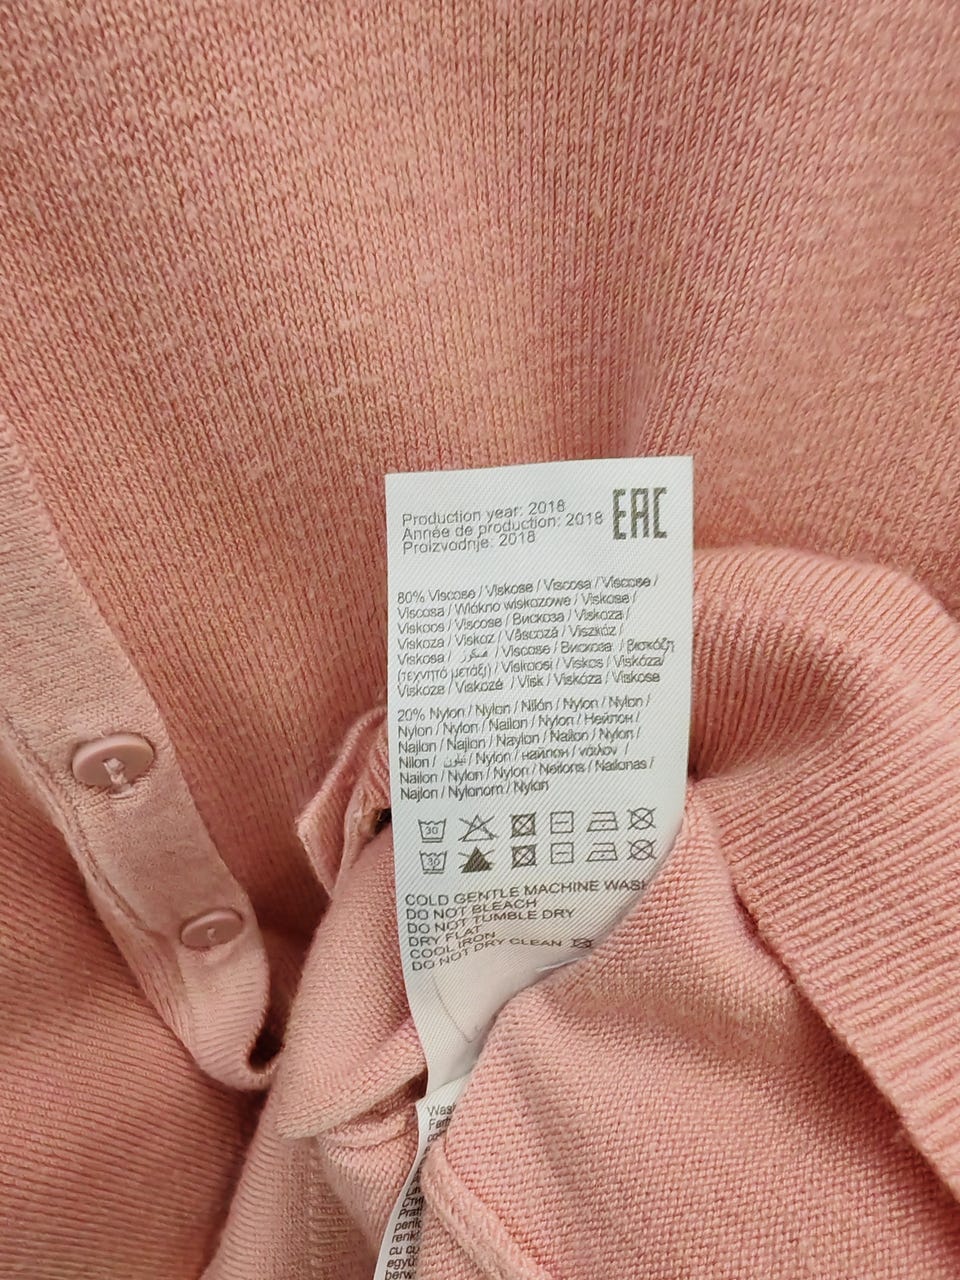 Production year: 2018
Année de production: 2018
Proizvodnje: 2018
EAC
80% Viscose / Viskose / Viscosa / Viscose /
Viscosa / Włókno wiskozowe / Viskose /
Viskoos / Viscose / Вискоза / Viskoza /
Viskoza / Viskoz / Vâscozá / Viszkóz /
Viskosa / / Viscose / Вискоза / βισκόζη
(τεχνητό μετάξι) / Visiroosi / Viskos / Viskóza/
Viskoze / Viskozė / Visk / Viskóza / Viskose
20% Nylon / Nylon / Nilón / Nylon / Nylon /
Nylon / Nylon / Nailon / Nylon / Нейлон /
Najlon / Najlon / Naylon / Nailon / Nylon /
Nilon / / Nylon / найлон / νάιλον /
Nailon / Nylon / Nylon / Neilons / Nailonas /
Najlon / Nylonom / Nylon
30
30
COLD GENTLE MACHINE WASH
DO NOT BLEACH
DO NOT TUMBLE DRY
DRY FLAT
COOL IRON
DO NOT DRY CLEAN